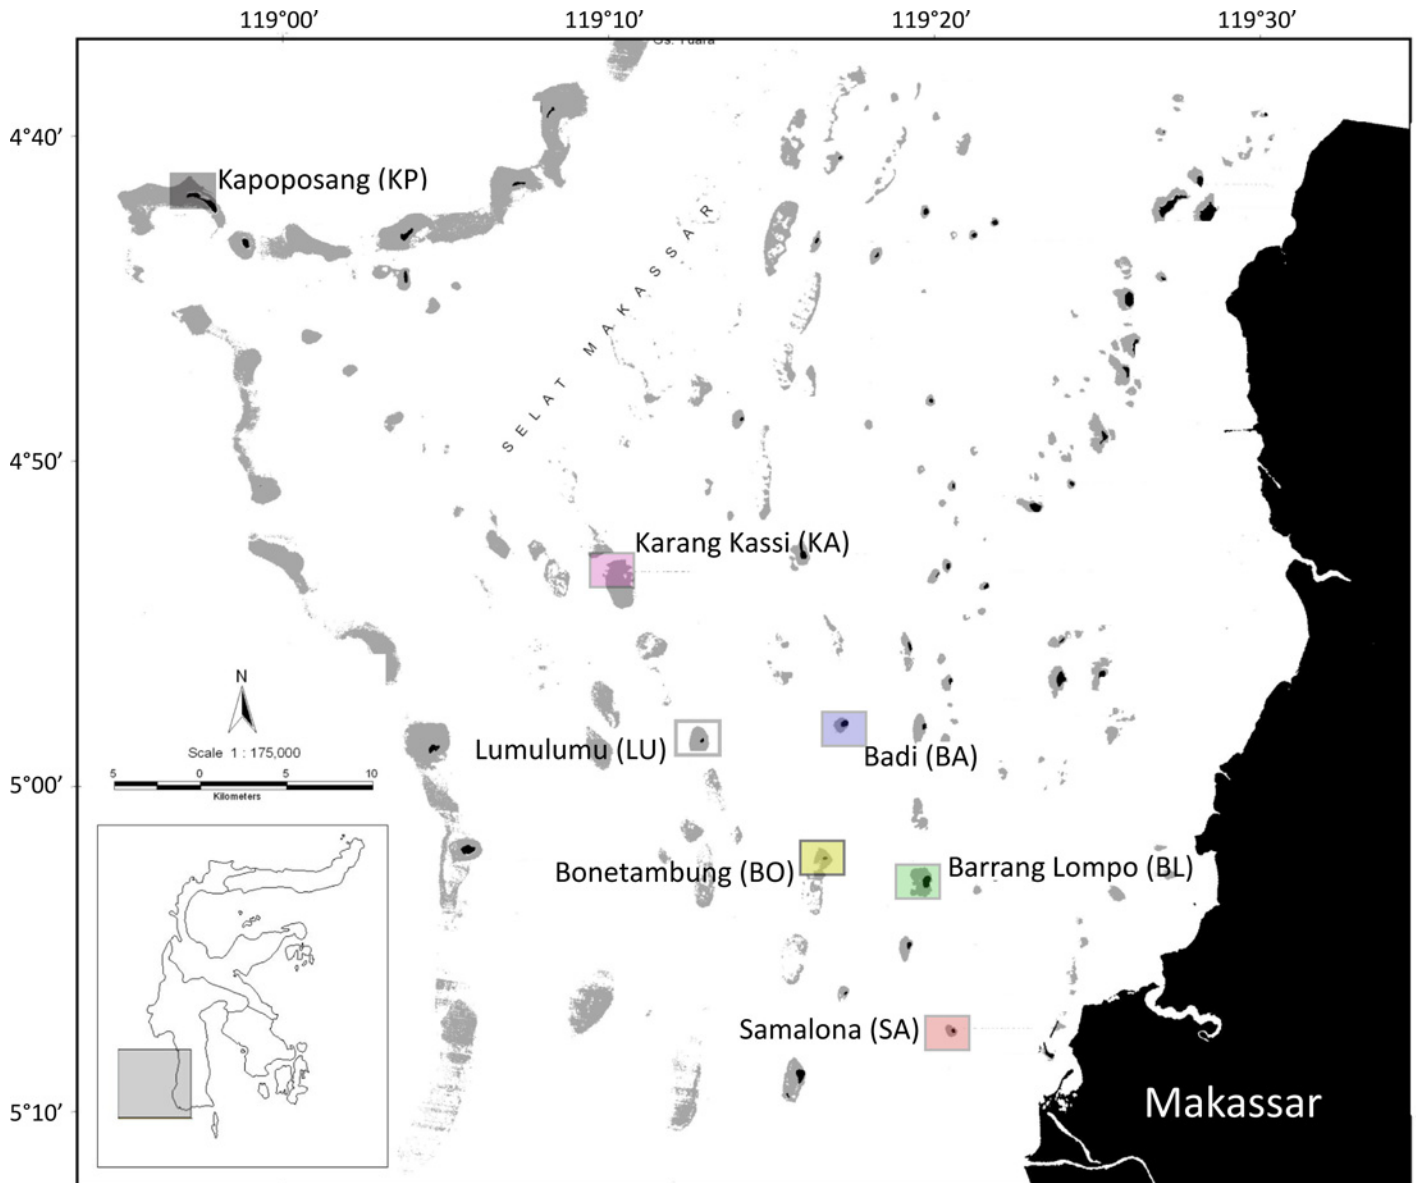 119°00′ 119°10′ 119°20′ 119°30′
4°40′
Kapoposang (KP)
SELAT MAKASSAR
4°50′
Karang Kassi (KA)
N
Scale 1 : 175,000
5 0 5 10
Kilometers
Lumulumu (LU)
Badi (BA)
5°00′
Bonetambung (BO)
Barrang Lompo (BL)
Samalona (SA)
Makassar
5°10′